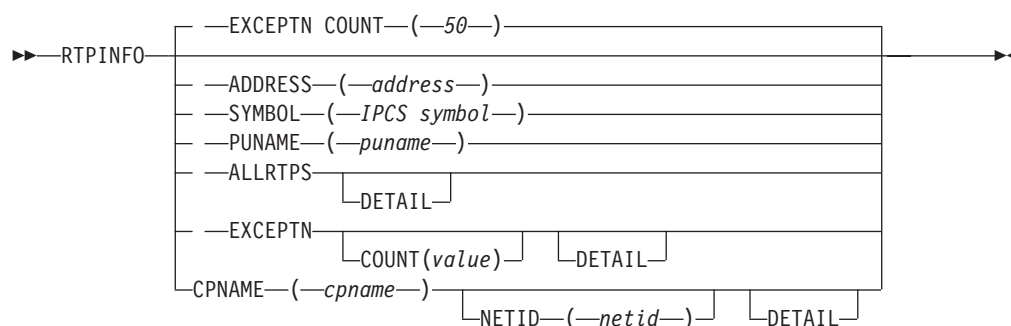 EXCEPTN COUNT ( 50 )
RTPINFO
ADDRESS ( address )
SYMBOL ( IPCS symbol )
PUNAME ( puname )
ALLRTPS
DETAIL
EXCEPTN
COUNT(value) DETAIL
CPNAME ( cpname )
NETID ( netid ) DETAIL